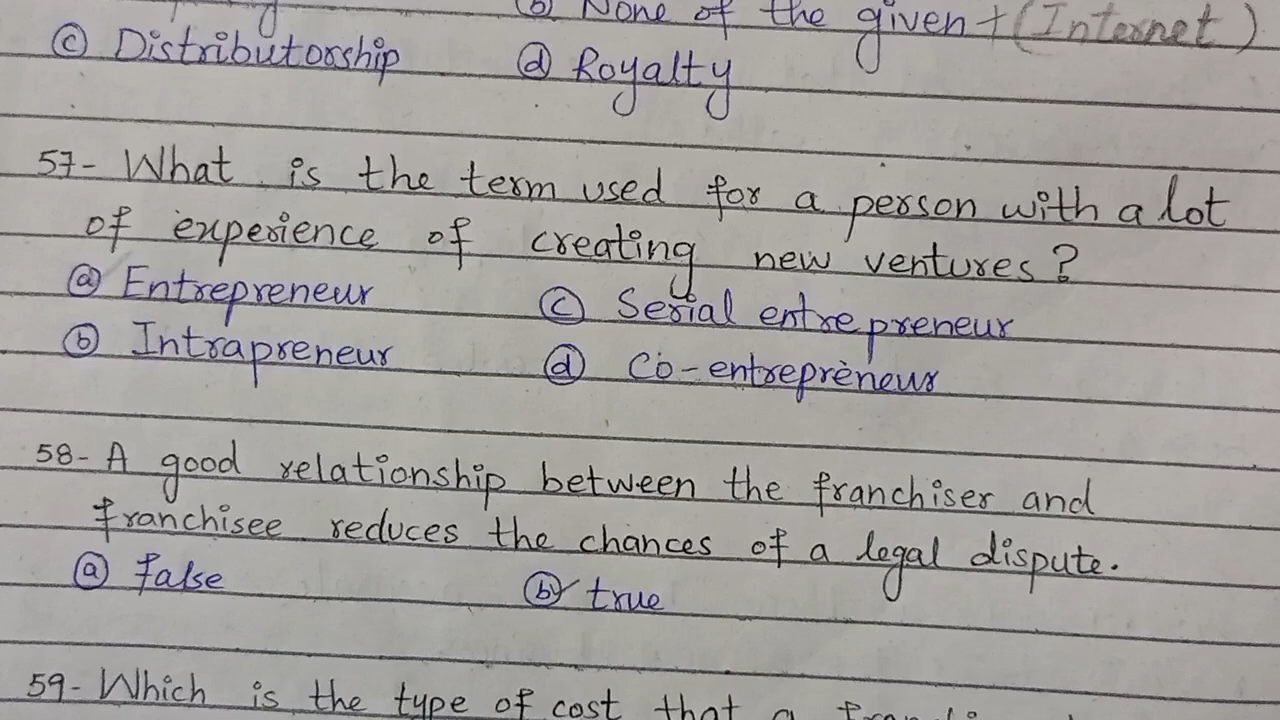 ⓑ None of the given + (Internet)
ⓒ Distributorship ⓓ Royalty
57- What is the term used for a person with a lot
of experience of creating new ventures?
ⓐ Entrepreneur ⓒ Serial entrepreneur
ⓑ Intrapreneur ⓓ Co-entrepreneur
58- A good relationship between the franchiser and
franchisee reduces the chances of a legal dispute.
ⓐ false ⓑ✓ true
59- Which is the type of cost that a